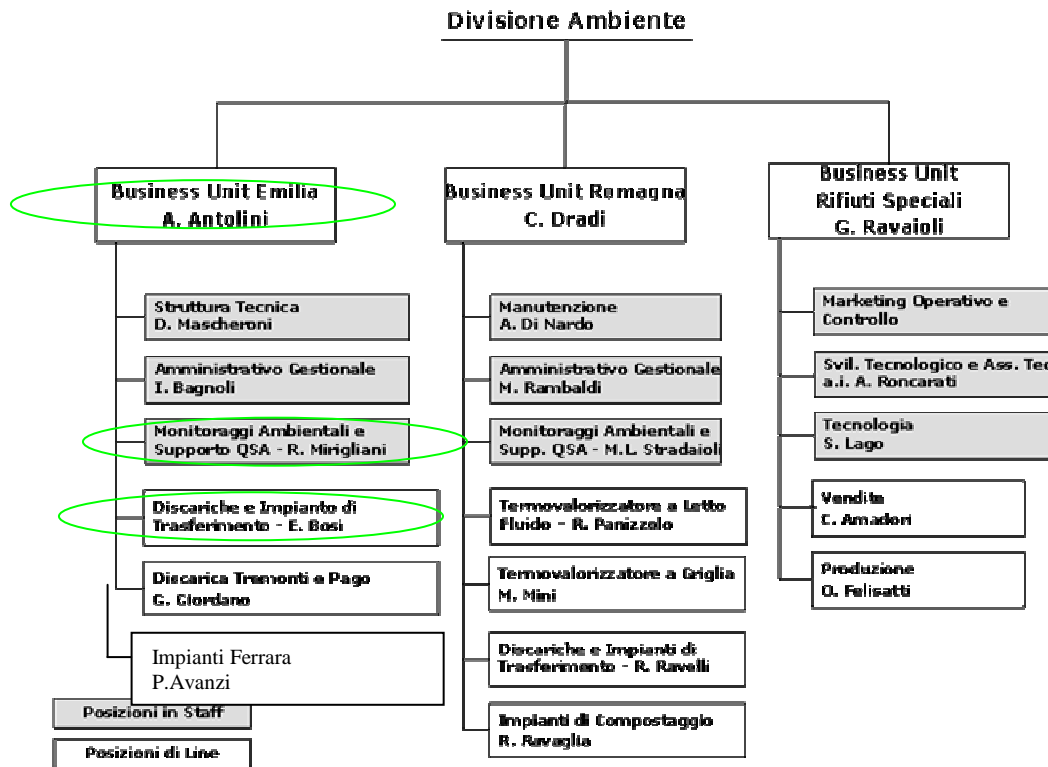 Divisione Ambiente
Business Unit Emilia
A. Antolini
Struttura Tecnica
D. Mascheroni
Amministrativo Gestionale
I. Bagnoli
Monitoraggi Ambientali e
Supporto QSA - R. Mirigliani
Discariche e Impianto di
Trasferimento - E. Bosi
Discarica Tremonti e Pago
G. Giordano
Impianti Ferrara
P.Avanzi
Business Unit Romagna
C. Dradi
Manutenzione
A. Di Nardo
Amministrativo Gestionale
M. Rambaldi
Monitoraggi Ambientali e
Supp. QSA - M.L. Stradaioli
Termovalorizzatore a Letto
Fluido - R. Panizzolo
Termovalorizzatore a Griglia
M. Mini
Discariche e Impianti di
Trasferimento - R. Ravelli
Impianti di Compostaggio
R. Ravaglia
Business Unit
Rifiuti Speciali
G. Ravaioli
Marketing Operativo e
Controllo
Svil. Tecnologico e Ass. Tec
a.i. A. Roncarati
Tecnologia
S. Lago
Vendite
C. Amadori
Produzione
O. Felisatti
Posizioni in Staff
Posizioni di Line